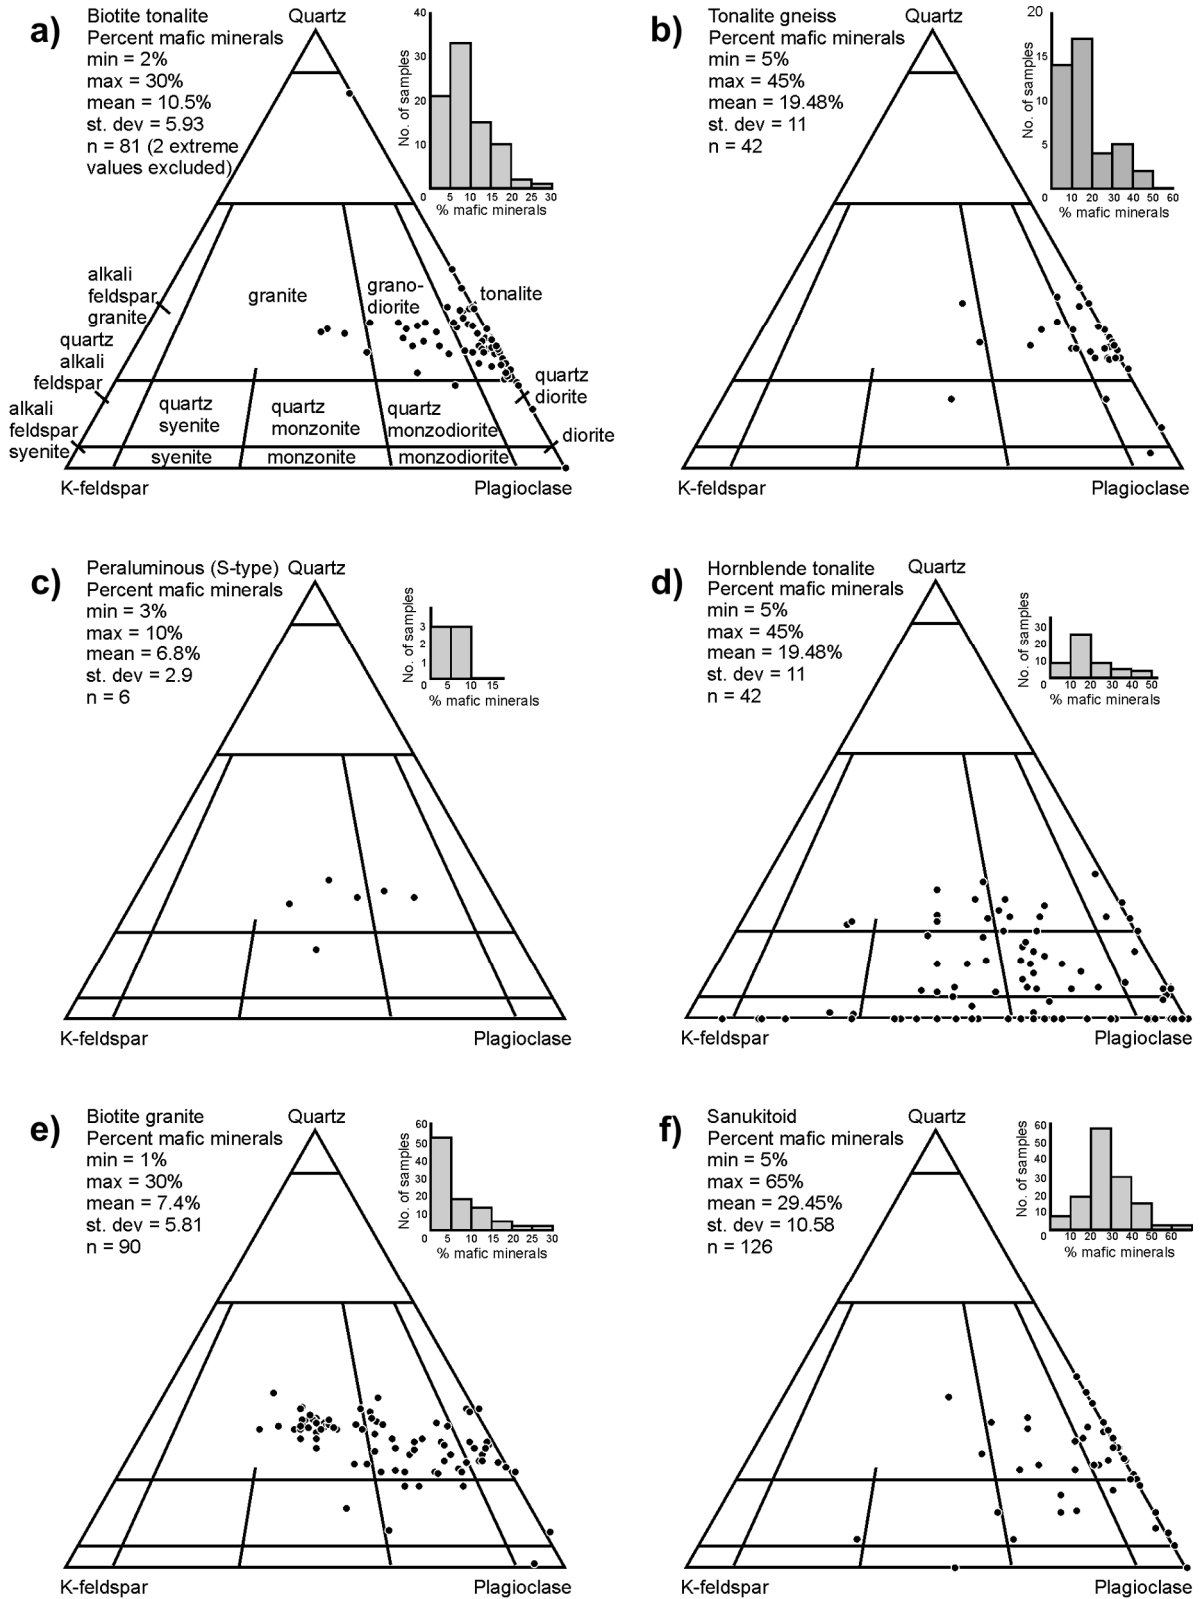 a)
Biotite tonalite
Percent mafic minerals
min = 2%
max = 30%
mean = 10.5%
st. dev = 5.93
n = 81 (2 extreme
values excluded)
Quartz
No. of samples
40
30
20
10
0 5 10 15 20 25 30
% mafic minerals
alkali
feldspar
granite
quartz
alkali
feldspar
alkali
feldspar
syenite
granite
grano-
diorite
tonalite
quartz
diorite
diorite
quartz
syenite
quartz
monzonite
quartz
monzodiorite
syenite
monzonite
monzodiorite
K-feldspar
Plagioclase
b)
Tonalite gneiss
Percent mafic minerals
min = 5%
max = 45%
mean = 19.48%
st. dev = 11
n = 42
Quartz
No. of samples
20
15
10
5
0 10 20 30 40 50 60
% mafic minerals
K-feldspar
Plagioclase
c)
Peraluminous (S-type)
Percent mafic minerals
min = 3%
max = 10%
mean = 6.8%
st. dev = 2.9
n = 6
Quartz
No. of samples
3
2
1
0 5 10 15
% mafic minerals
K-feldspar
Plagioclase
d)
Hornblende tonalite
Percent mafic minerals
min = 5%
max = 45%
mean = 19.48%
st. dev = 11
n = 42
Quartz
No. of samples
30
20
10
0 10 20 30 40 50
% mafic minerals
K-feldspar
Plagioclase
e)
Biotite granite
Percent mafic minerals
min = 1%
max = 30%
mean = 7.4%
st. dev = 5.81
n = 90
Quartz
No. of samples
60
50
40
30
20
10
0 5 10 15 20 25 30
% mafic minerals
K-feldspar
Plagioclase
f)
Sanukitoid
Percent mafic minerals
min = 5%
max = 65%
mean = 29.45%
st. dev = 10.58
n = 126
Quartz
No. of samples
60
50
40
30
20
10
0 10 20 30 40 50 60
% mafic minerals
K-feldspar
Plagioclase